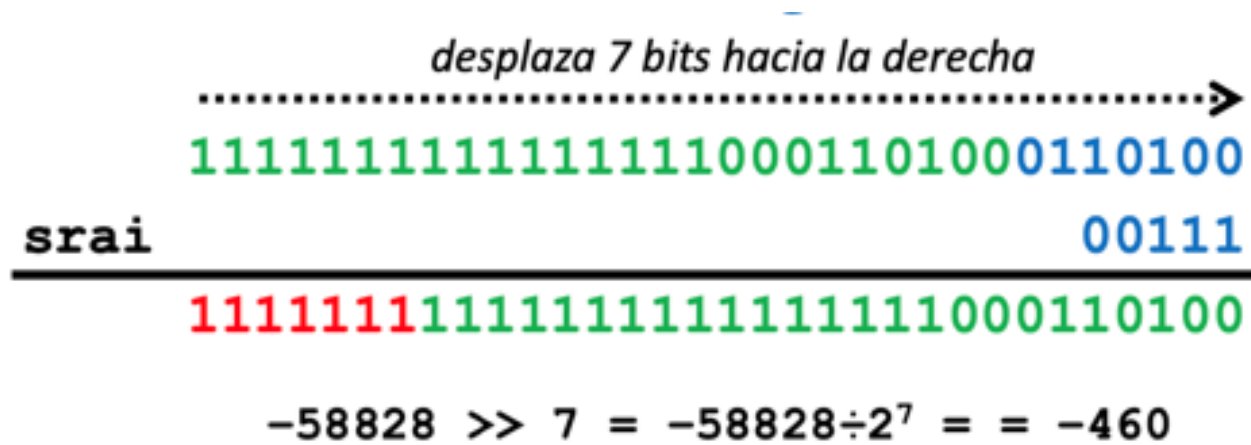 desplaza 7 bits hacia la derecha
11111111111111110001101000110100
srai 00111
11111111111111111111111000110100
-58828 >> 7 = -58828÷2⁷ = = -460